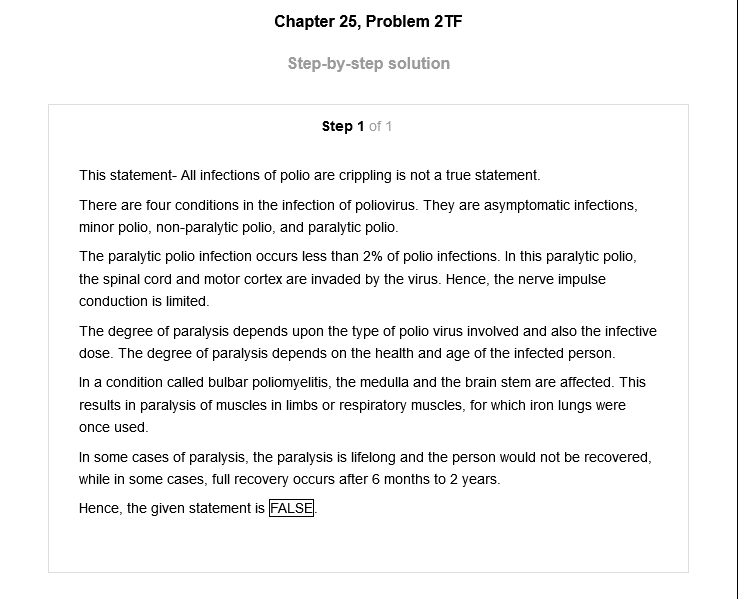 Chapter 25, Problem 2TF
Step-by-step solution
Step 1 of 1
This statement- All infections of polio are crippling is not a true statement.
There are four conditions in the infection of poliovirus. They are asymptomatic infections,
minor polio, non-paralytic polio, and paralytic polio.
The paralytic polio infection occurs less than 2% of polio infections. In this paralytic polio,
the spinal cord and motor cortex are invaded by the virus. Hence, the nerve impulse
conduction is limited.
The degree of paralysis depends upon the type of polio virus involved and also the infective
dose. The degree of paralysis depends on the health and age of the infected person.
In a condition called bulbar poliomyelitis, the medulla and the brain stem are affected. This
results in paralysis of muscles in limbs or respiratory muscles, for which iron lungs were
once used.
In some cases of paralysis, the paralysis is lifelong and the person would not be recovered,
while in some cases, full recovery occurs after 6 months to 2 years.
Hence, the given statement is FALSE.